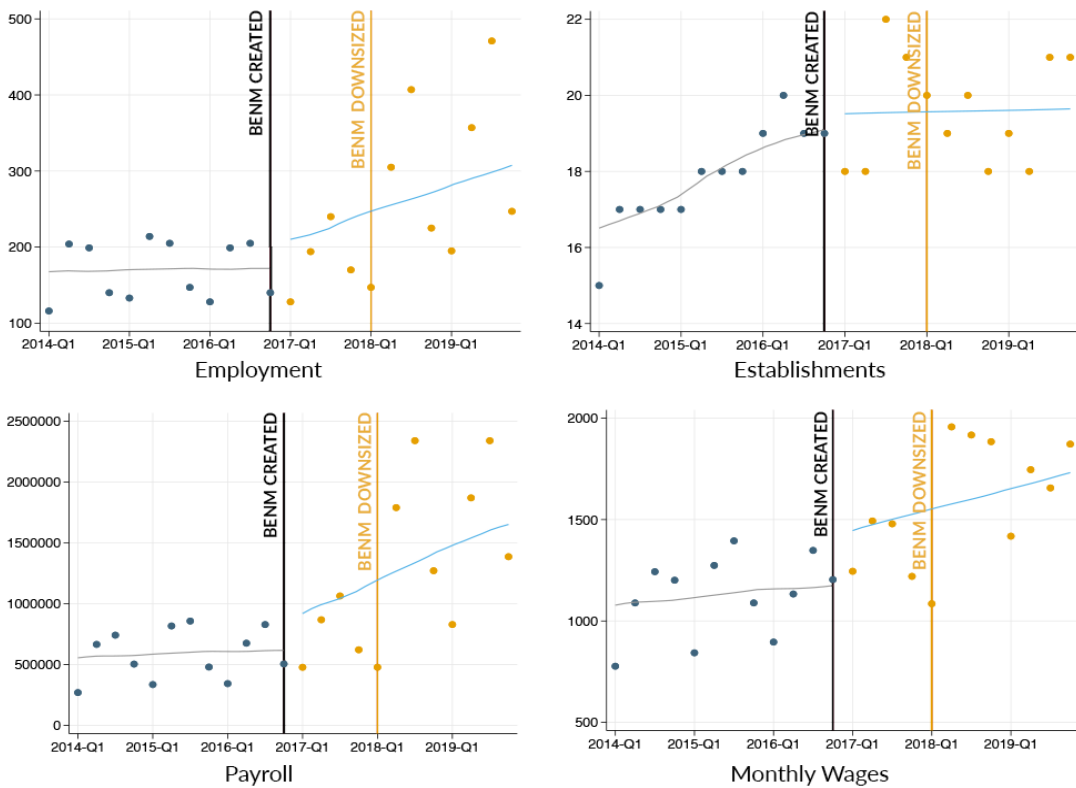 500
400
300
200
100
BENM CREATED
BENM DOWNSIZED
2014-Q1 2015-Q1 2016-Q1 2017-Q1 2018-Q1 2019-Q1
Employment
22
20
18
16
14
BENM CREATED
BENM DOWNSIZED
2014-Q1 2015-Q1 2016-Q1 2017-Q1 2018-Q1 2019-Q1
Establishments
2500000
2000000
1500000
1000000
500000
0
BENM CREATED
BENM DOWNSIZED
2014-Q1 2015-Q1 2016-Q1 2017-Q1 2018-Q1 2019-Q1
Payroll
2000
1500
1000
500
BENM CREATED
BENM DOWNSIZED
2014-Q1 2015-Q1 2016-Q1 2017-Q1 2018-Q1 2019-Q1
Monthly Wages